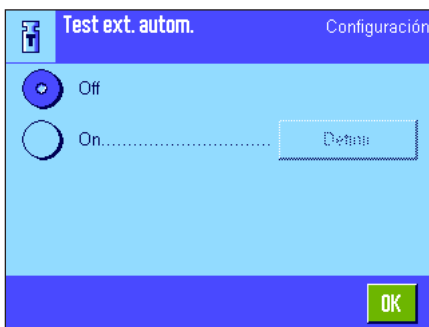 Test ext. autom.
Configuración
Off
On..............................
Definir
OK